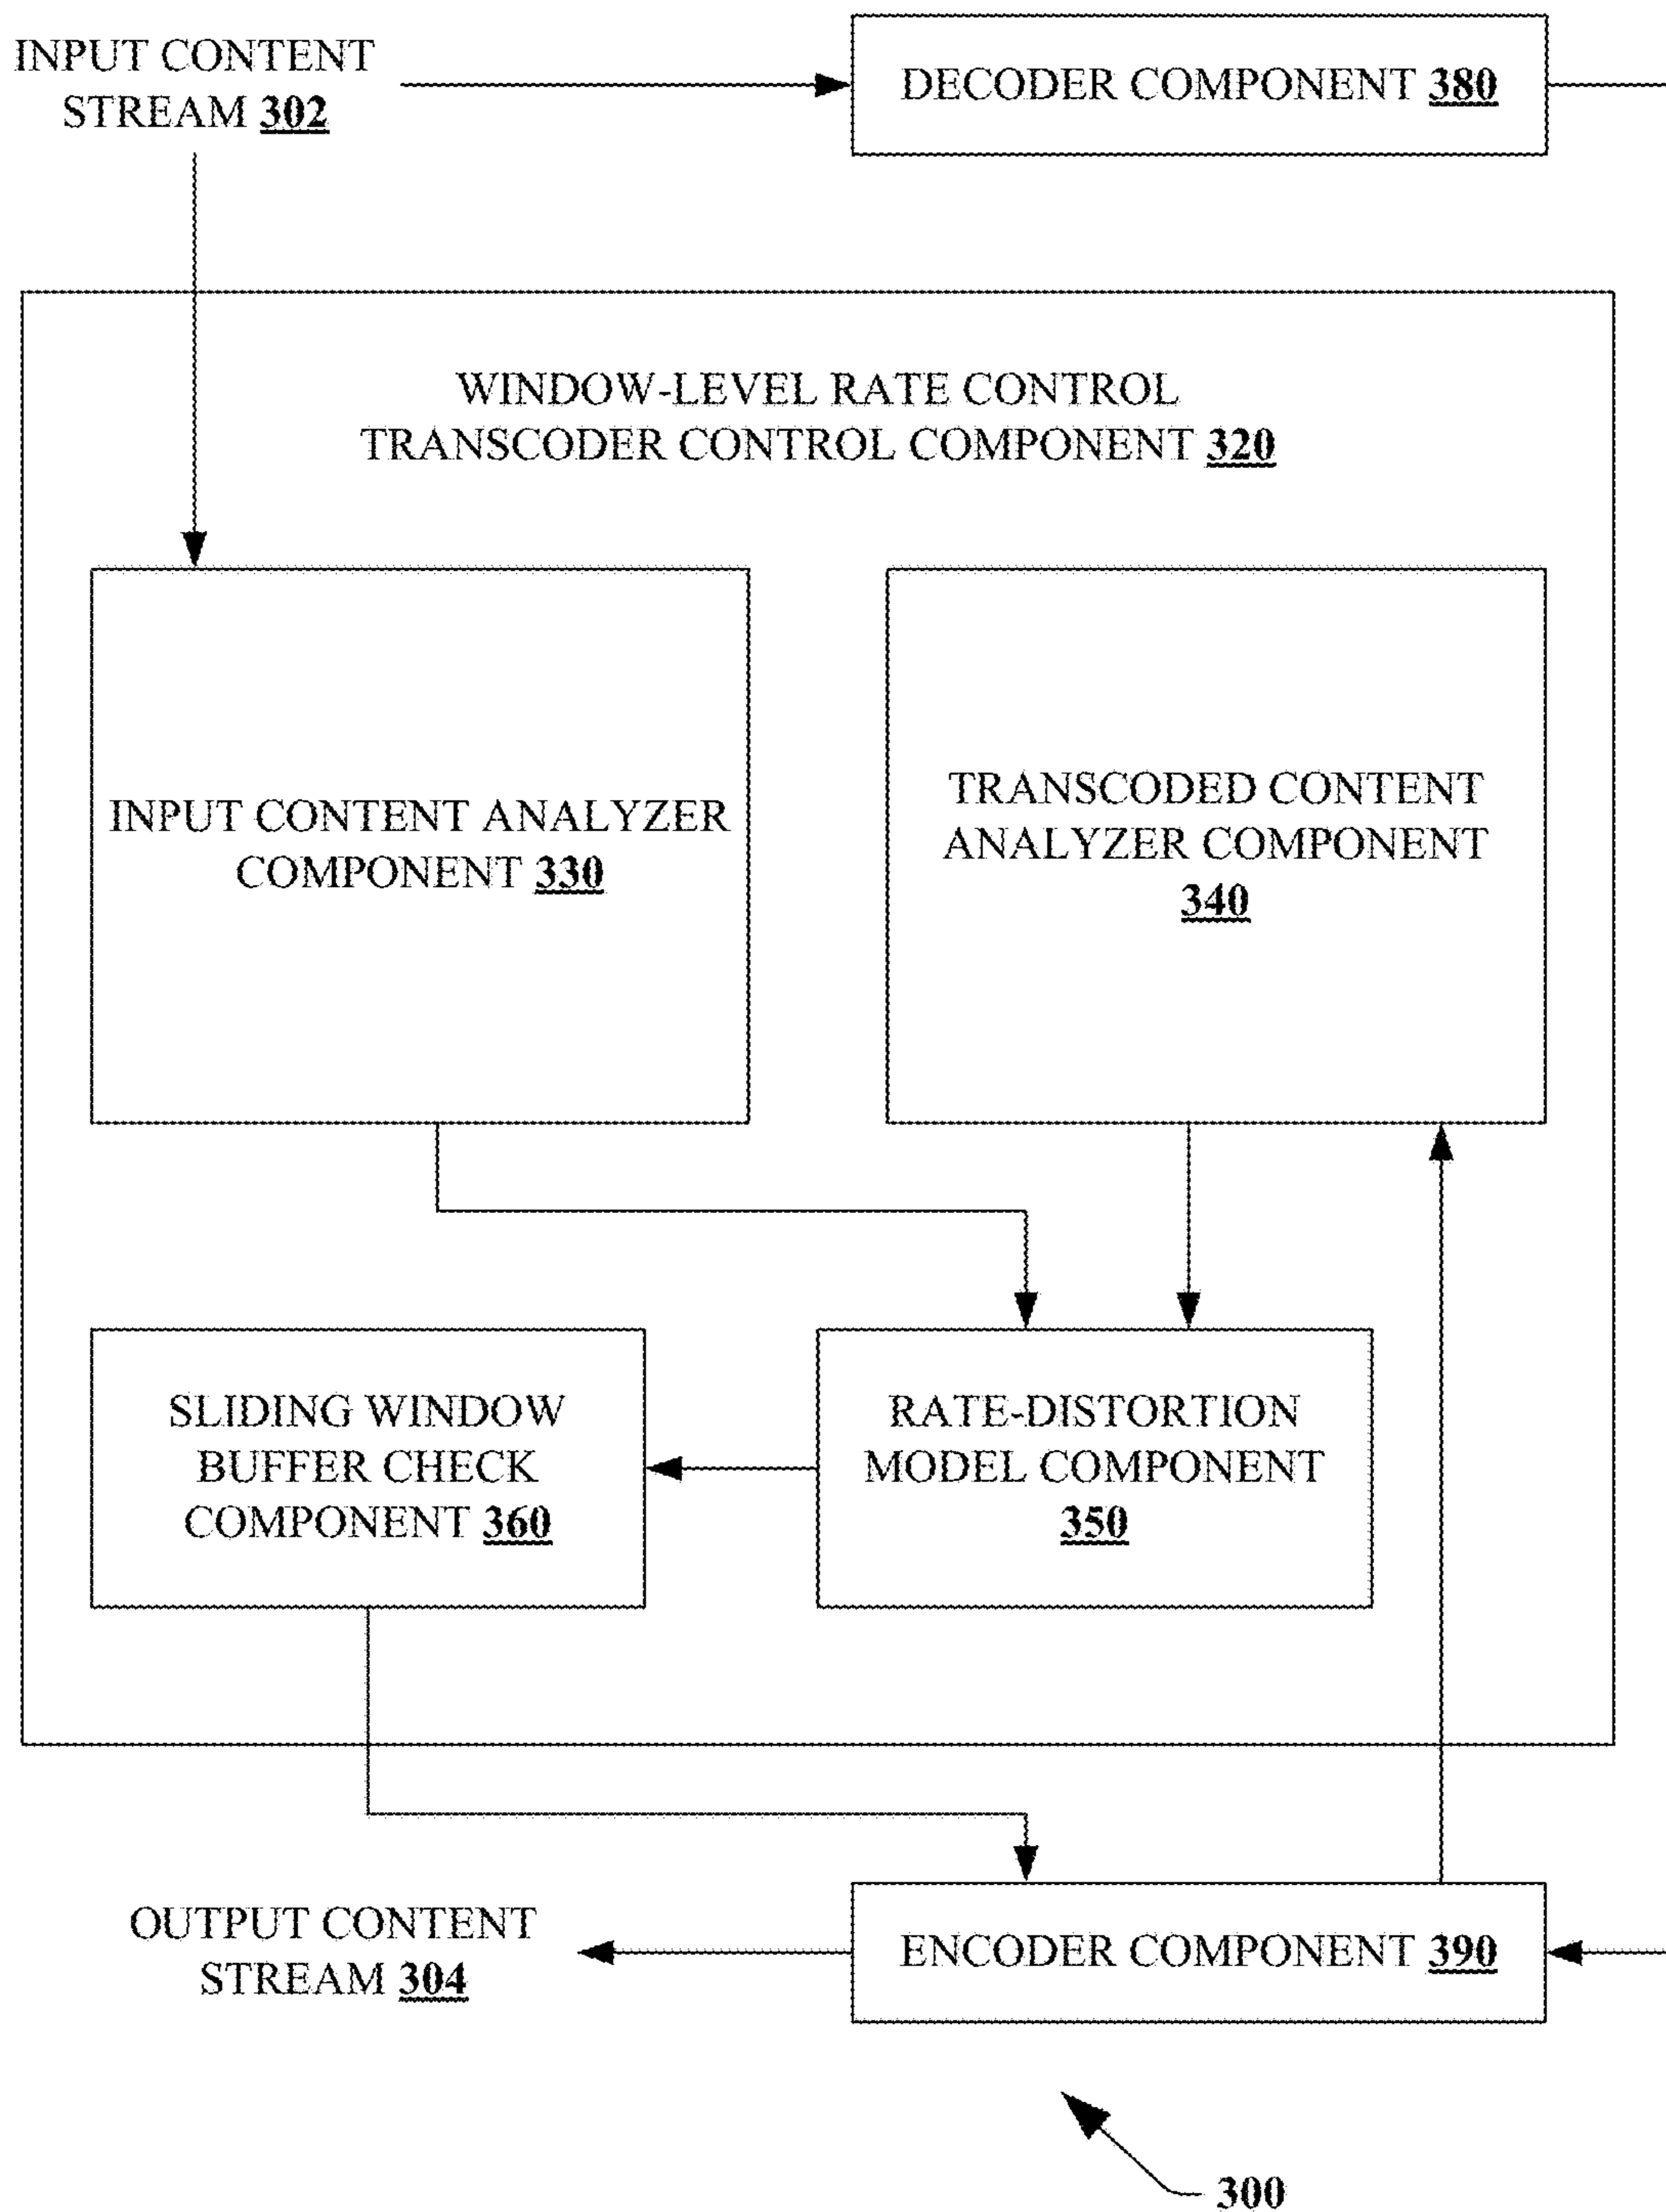 INPUT CONTENT
STREAM 302
DECODER COMPONENT 380
WINDOW-LEVEL RATE CONTROL
TRANSCODER CONTROL COMPONENT 320
INPUT CONTENT ANALYZER
COMPONENT 330
TRANSCODED CONTENT
ANALYZER COMPONENT
340
SLIDING WINDOW
BUFFER CHECK
COMPONENT 360
RATE-DISTORTION
MODEL COMPONENT
350
OUTPUT CONTENT
STREAM 304
ENCODER COMPONENT 390
300